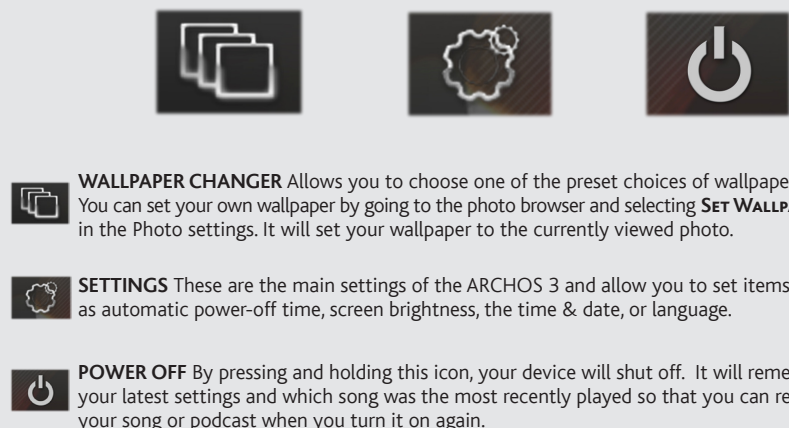 WALLPAPER CHANGER Allows you to choose one of the preset choices of
You can set your own wallpaper by going to the photo browser and selecting SET
in the Photo settings. It will set your wallpaper to the currently viewed photo.
SETTINGS These are the main settings of the ARCHOS 3 and allow you to set items
as automatic power-off time, screen brightness, the time & date, or language.
POWER OFF By pressing and holding this icon, your device will shut off. It will
your latest settings and which song was the most recently played so that you can
your song or podcast when you turn it on again.